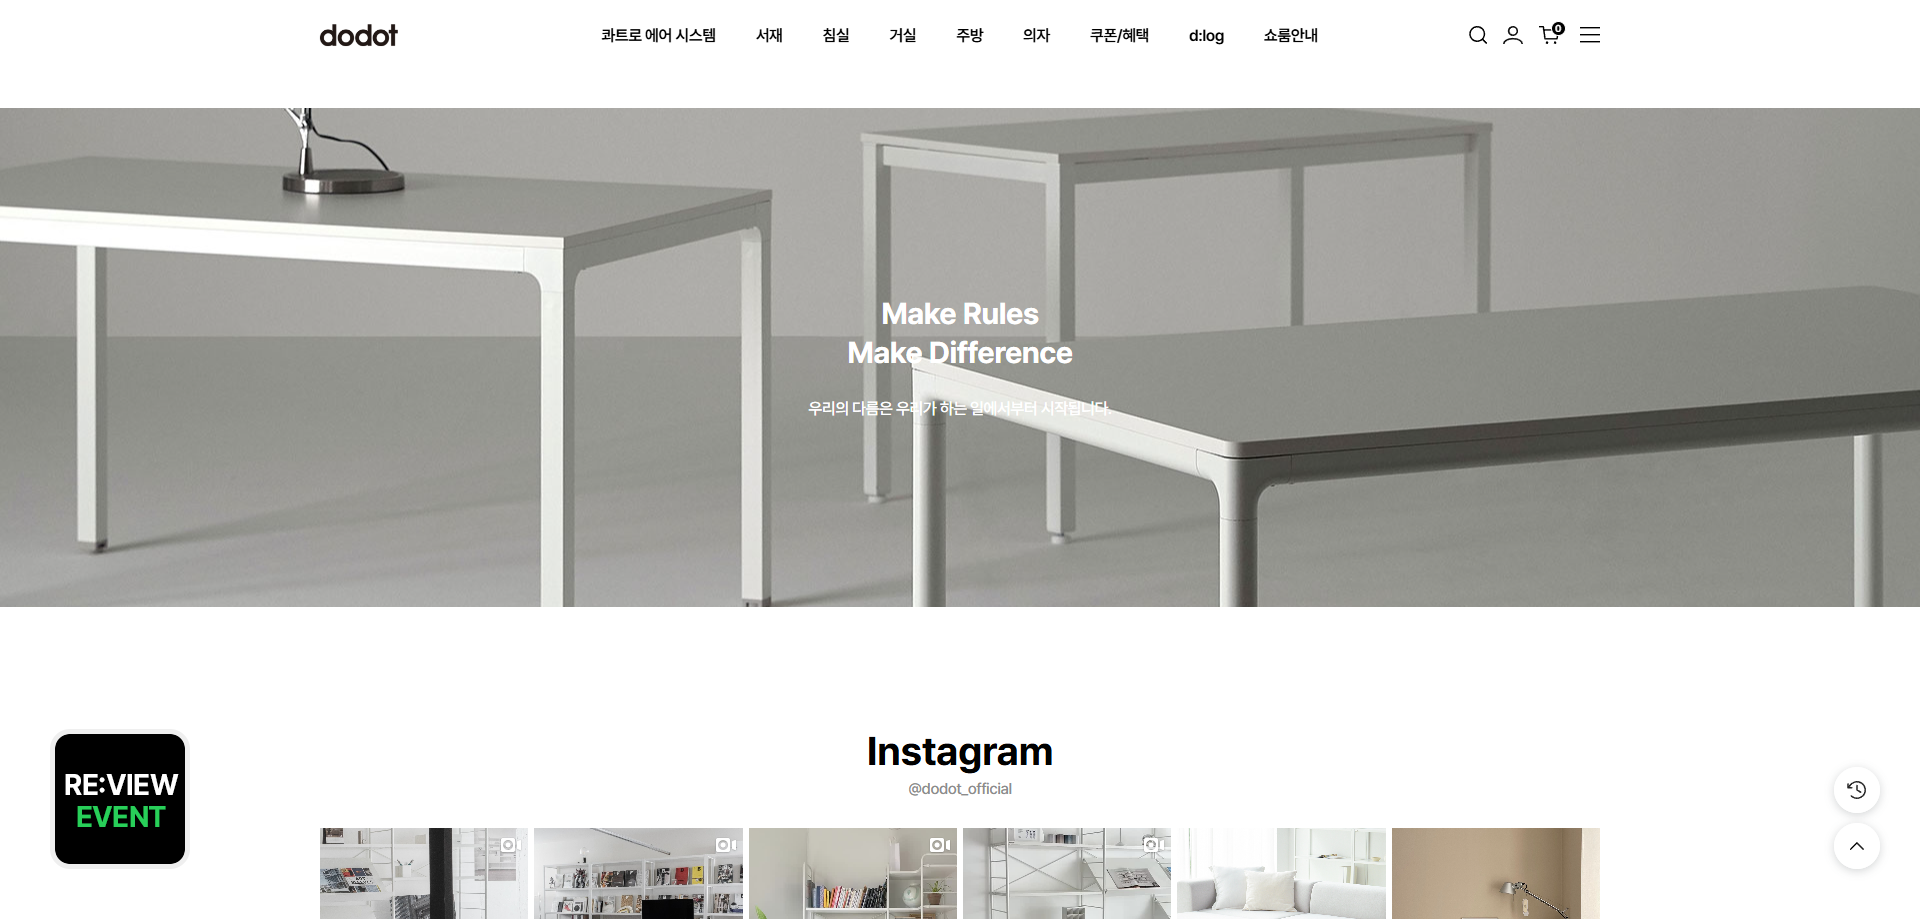 dodot
콰트로 에어 시스템 서재 침실 거실 주방 의자 쿠폰/혜택 d:log 쇼룸안내
0
Make Rules
Make Difference
우리의 다름은 우리가 하는 일에서부터 시작됩니다.
RE:VIEW
EVENT
Instagram
@dodot_official